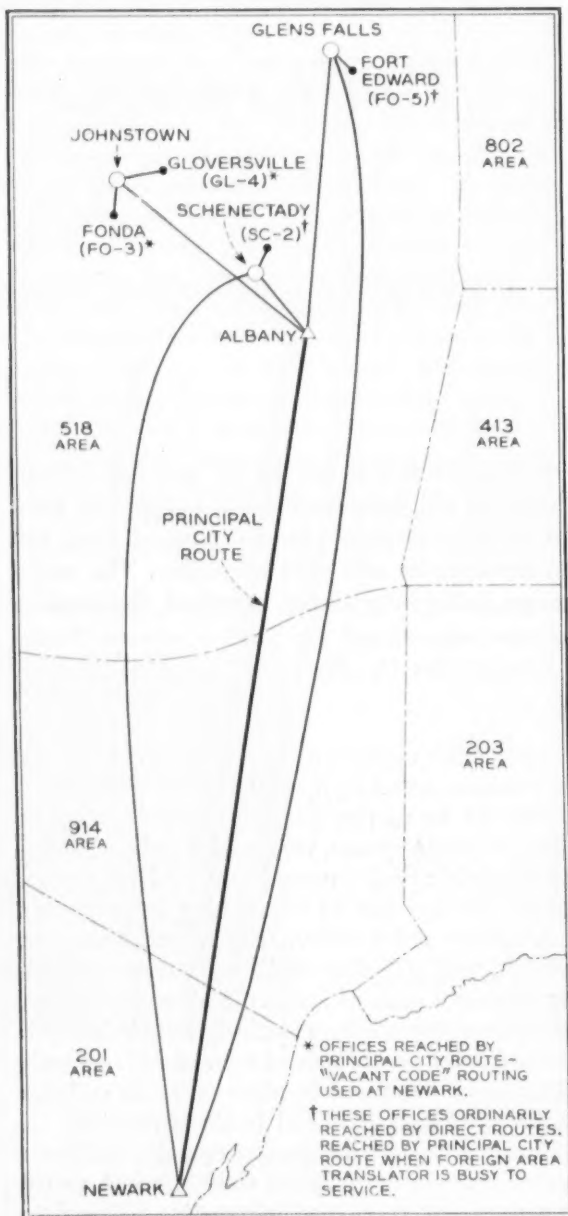 GLENS FALLS
FORT
EDWARD
(FO-5)†
802
AREA
JOHNSTOWN
GLOVERSVILLE
(GL-4)*
SCHENECTADY
(SC-2)†
FONDA
(FO-3)*
ALBANY
518
AREA
413
AREA
PRINCIPAL
CITY
ROUTE
203
AREA
914
AREA
201
AREA
* OFFICES REACHED BY
PRINCIPAL CITY ROUTE –
"VACANT CODE" ROUTING
USED AT NEWARK.
† THESE OFFICES ORDINARILY
REACHED BY DIRECT ROUTES.
REACHED BY PRINCIPAL CITY
ROUTE WHEN FOREIGN AREA
TRANSLATOR IS BUSY TO
SERVICE.
NEWARK